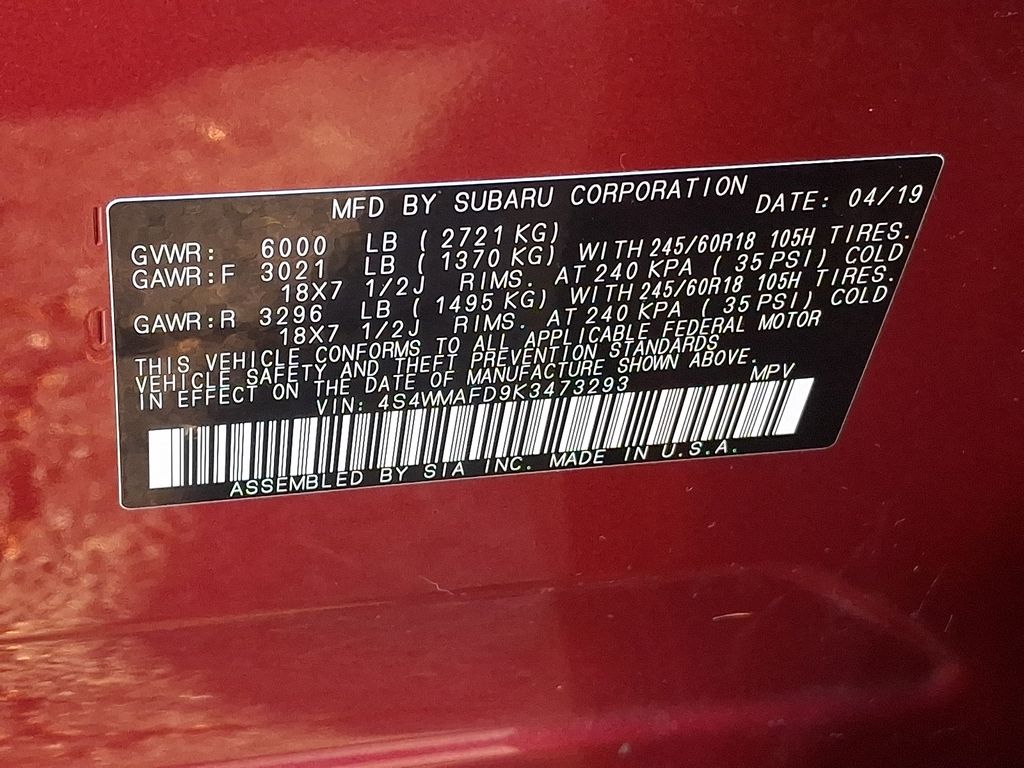 MFD BY SUBARU CORPORATION DATE: 04/19
GVWR: 6000 LB ( 2721 KG)
GAWR:F 3021 LB ( 1370 KG) WITH 245/60R18 105H TIRES.
18X7 1/2J RIMS. AT 240 KPA ( 35 PSI) COLD
GAWR:R 3296 LB ( 1495 KG) WITH 245/60R18 105H TIRES.
18X7 1/2J RIMS. AT 240 KPA ( 35 PSI) COLD
THIS VEHICLE CONFORMS TO ALL APPLICABLE FEDERAL MOTOR
VEHICLE SAFETY AND THEFT PREVENTION STANDARDS
IN EFFECT ON THE DATE OF MANUFACTURE SHOWN ABOVE.
VIN: 4S4WMAFD9K3473293 MPV
ASSEMBLED BY SIA INC. MADE IN U.S.A.